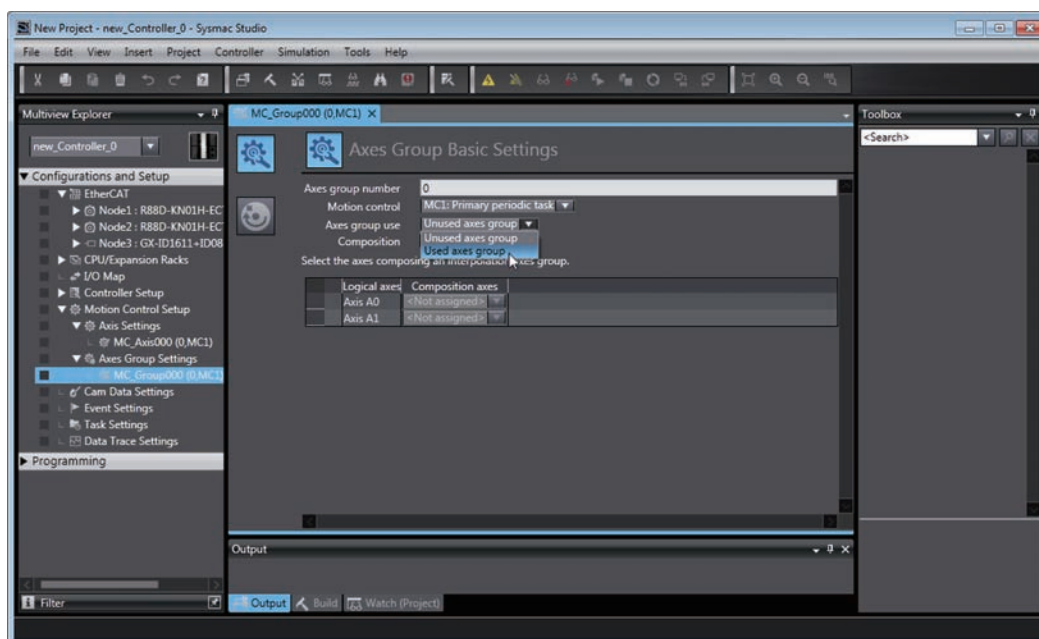 New Project - new_Controller_0 - Sysmac Studio
File Edit View Insert Project Controller Simulation Tools Help
Multiview Explorer
new_Controller_0
Configurations and Setup
EtherCAT
Node1 : R88D-KN01H-EC
Node2 : R88D-KN01H-EC
Node3 : GX-ID1611+ID08
CPU/Expansion Racks
I/O Map
Controller Setup
Motion Control Setup
Axis Settings
MC_Axis000 (0,MC1)
Axes Group Settings
MC_Group000 (0,MC1)
Cam Data Settings
Event Settings
Task Settings
Data Trace Settings
Programming
Filter
MC_Group000 (0,MC1)
Axes Group Basic Settings
Axes group number 0
Motion control MC1: Primary periodic task
Axes group use Unused axes group
Unused axes group
Used axes group
Composition
Select the axes composing an interpolation axes group.
Logical axes Composition axes
Axis A0 <Not assigned>
Axis A1 <Not assigned>
Output
Output Build Watch (Project)
Toolbox
<Search>